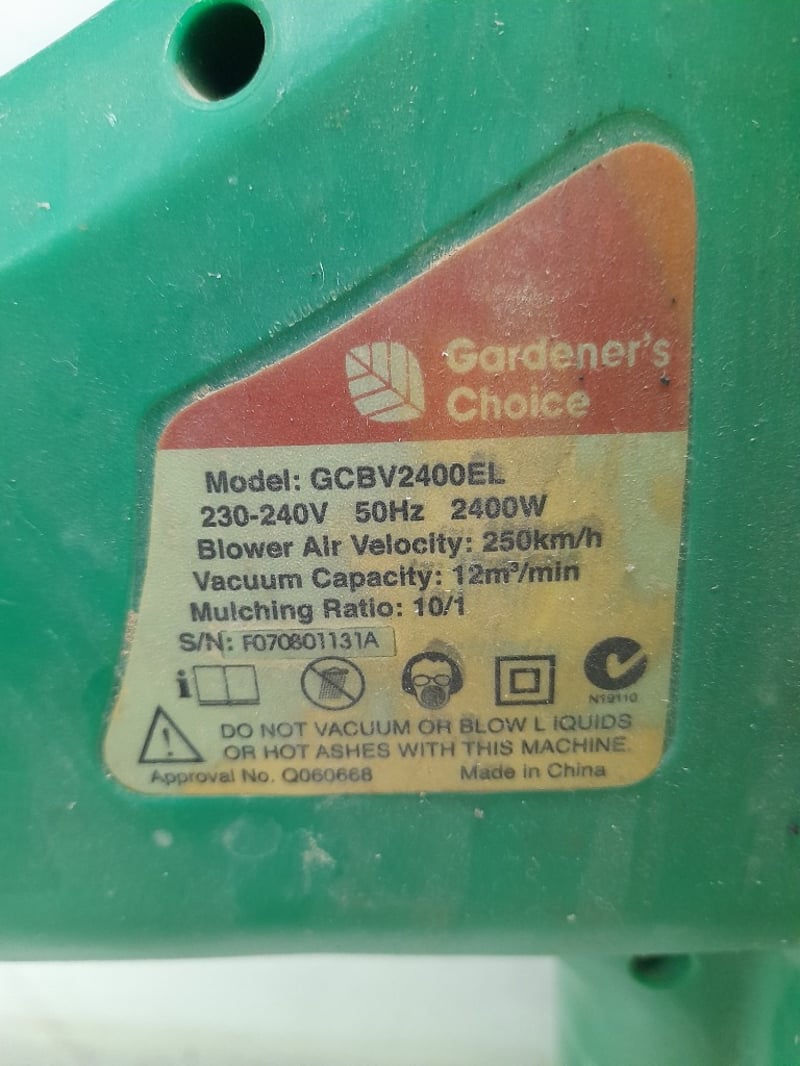 Gardener's
Choice
Model: GCBV2400EL
230-240V 50Hz 2400W
Blower Air Velocity: 250km/h
Vacuum Capacity: 12m³/min
Mulching Ratio: 10/1
S/N: F070801131A
i
N19110
DO NOT VACUUM OR BLOW L iQUIDS
OR HOT ASHES WITH THIS MACHINE.
Approval No. Q060668 Made in China